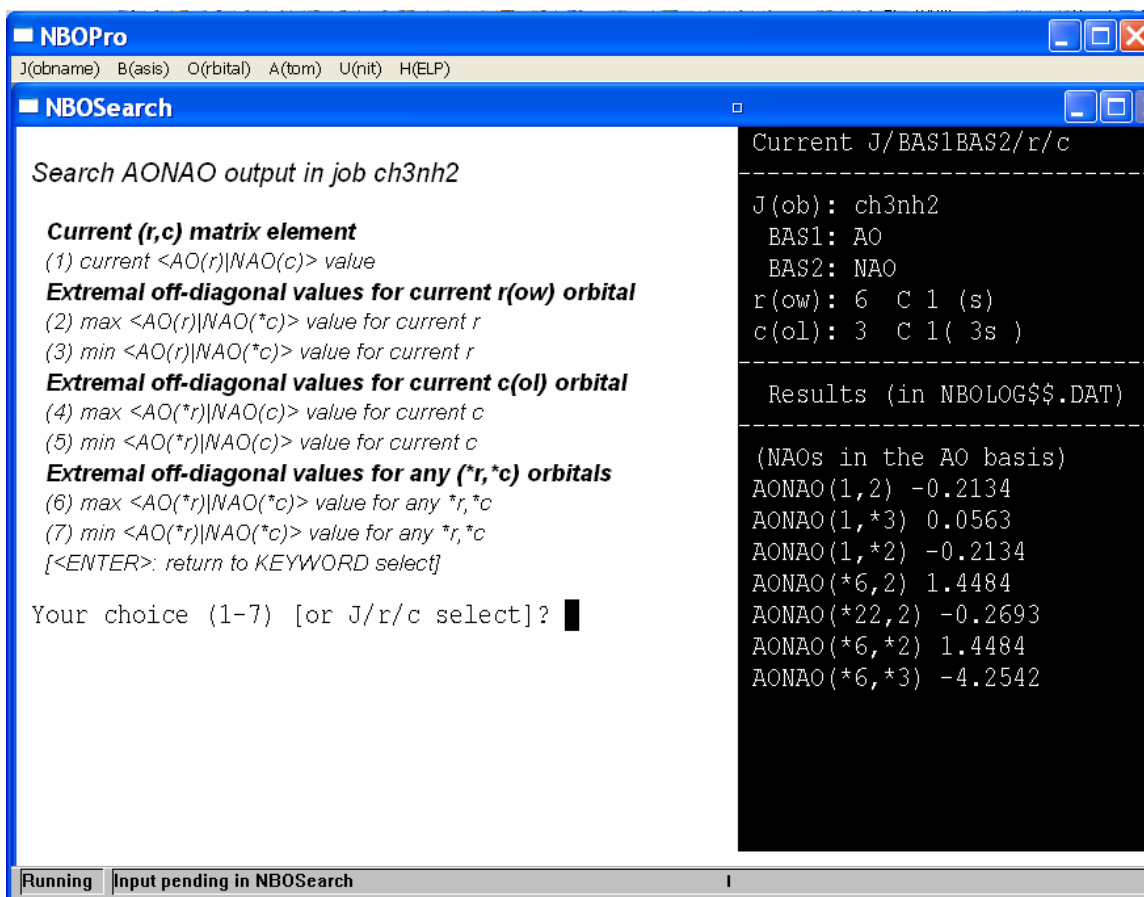 NBOPro
J(obname) B(asis) O(rbital) A(tom) U(nit) H(ELP)
NBOSearch
Search AONAO output in job ch3nh2
Current (r,c) matrix element
(1) current <AO(r)|NAO(c)> value
Extremal off-diagonal values for current r(ow) orbital
(2) max <AO(r)|NAO(*c)> value for current r
(3) min <AO(r)|NAO(*c)> value for current r
Extremal off-diagonal values for current c(ol) orbital
(4) max <AO(*r)|NAO(c)> value for current c
(5) min <AO(*r)|NAO(c)> value for current c
Extremal off-diagonal values for any (*r,*c) orbitals
(6) max <AO(*r)|NAO(*c)> value for any *r,*c
(7) min <AO(*r)|NAO(*c)> value for any *r,*c
[<ENTER>: return to KEYWORD select]
Your choice (1-7) [or J/r/c select]?
Current J/BAS1BAS2/r/c
J(ob): ch3nh2
BAS1: AO
BAS2: NAO
r(ow): 6 C 1 (s)
c(ol): 3 C 1( 3s )
Results (in NBOLOG$$.DAT)
(NAOs in the AO basis)
AONAO(1,2) -0.2134
AONAO(1,*3) 0.0563
AONAO(1,*2) -0.2134
AONAO(*6,2) 1.4484
AONAO(*22,2) -0.2693
AONAO(*6,*2) 1.4484
AONAO(*6,*3) -4.2542
Running Input pending in NBOSearch